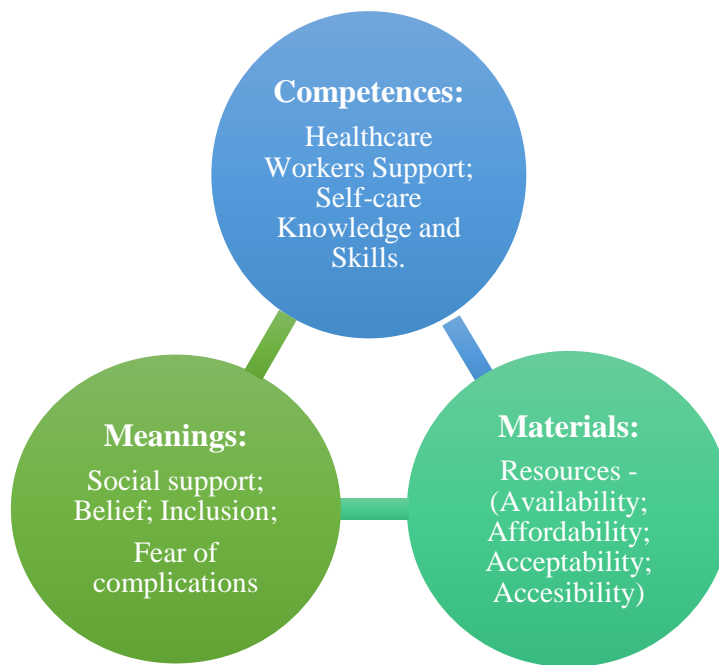 Competences:
Healthcare
Workers Support;
Self-care
Knowledge and
Skills.
Meanings:
Social support;
Belief; Inclusion;
Fear of
complications
Materials:
Resources -
(Availability;
Affordability;
Acceptability;
Accesibility)